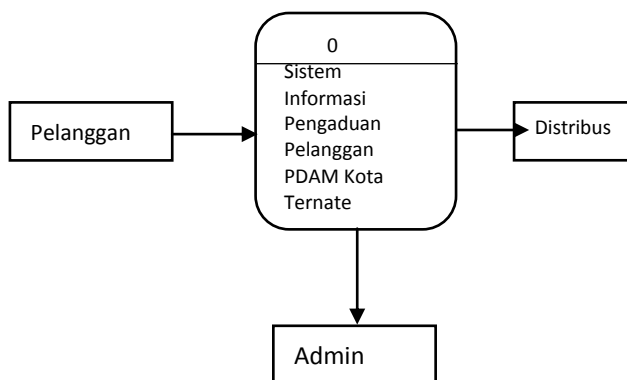 0
Sistem
Informasi
Pengaduan
Pelanggan
PDAM Kota
Ternate
Pelanggan
Distribus
Admin